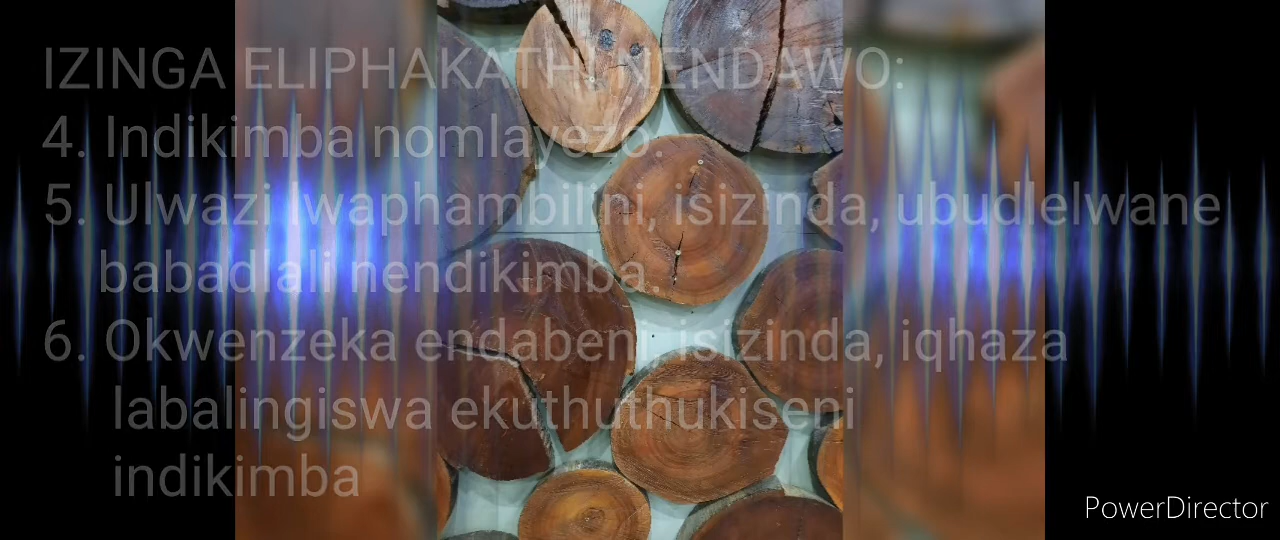 IZINGA ELIPHAKATHI NENDAWO:
4. Indikimba nomlayezo.
5. Ulwazi lwaphambilini, isizinda, ubudlelwane
babadlali nendikimba.
6. Okwenzeka endabeni, isizinda, iqhaza
labalingiswa ekuthuthukiseni
indikimba
PowerDirector